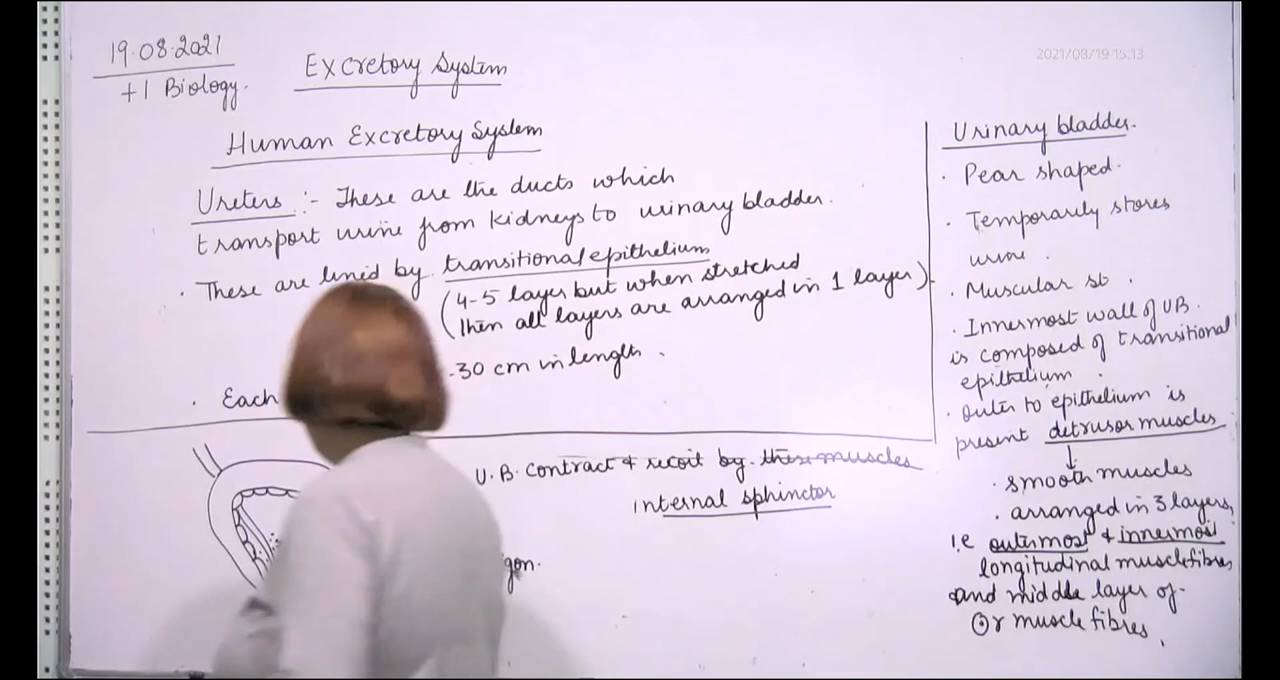 19.08.2021
+1 Biology.
Excretory System
2021/08/19 15:13
Human Excretory System
Ureters :- These are the ducts which
transport urine from kidneys to urinary bladder.
. These are lined by transitional epithelium
(4-5 layer but when stretched
then all layers are arranged in 1 layer)
30 cm in length.
. Each
U.B. contract & recoil by these muscles
internal sphinctor
gon.
Urinary bladder.
. Pear shaped.
. Temporarily stores
urine.
. Muscular st.
. Innermost wall of UB.
is composed of transitional
epithelium.
. outer to epithelium is
present detrusor muscles
↓
. smooth muscles
. arranged in 3 layers,
i.e outermost & innermost
longitudinal muscle fibres
and middle layer of
Or muscle fibres.